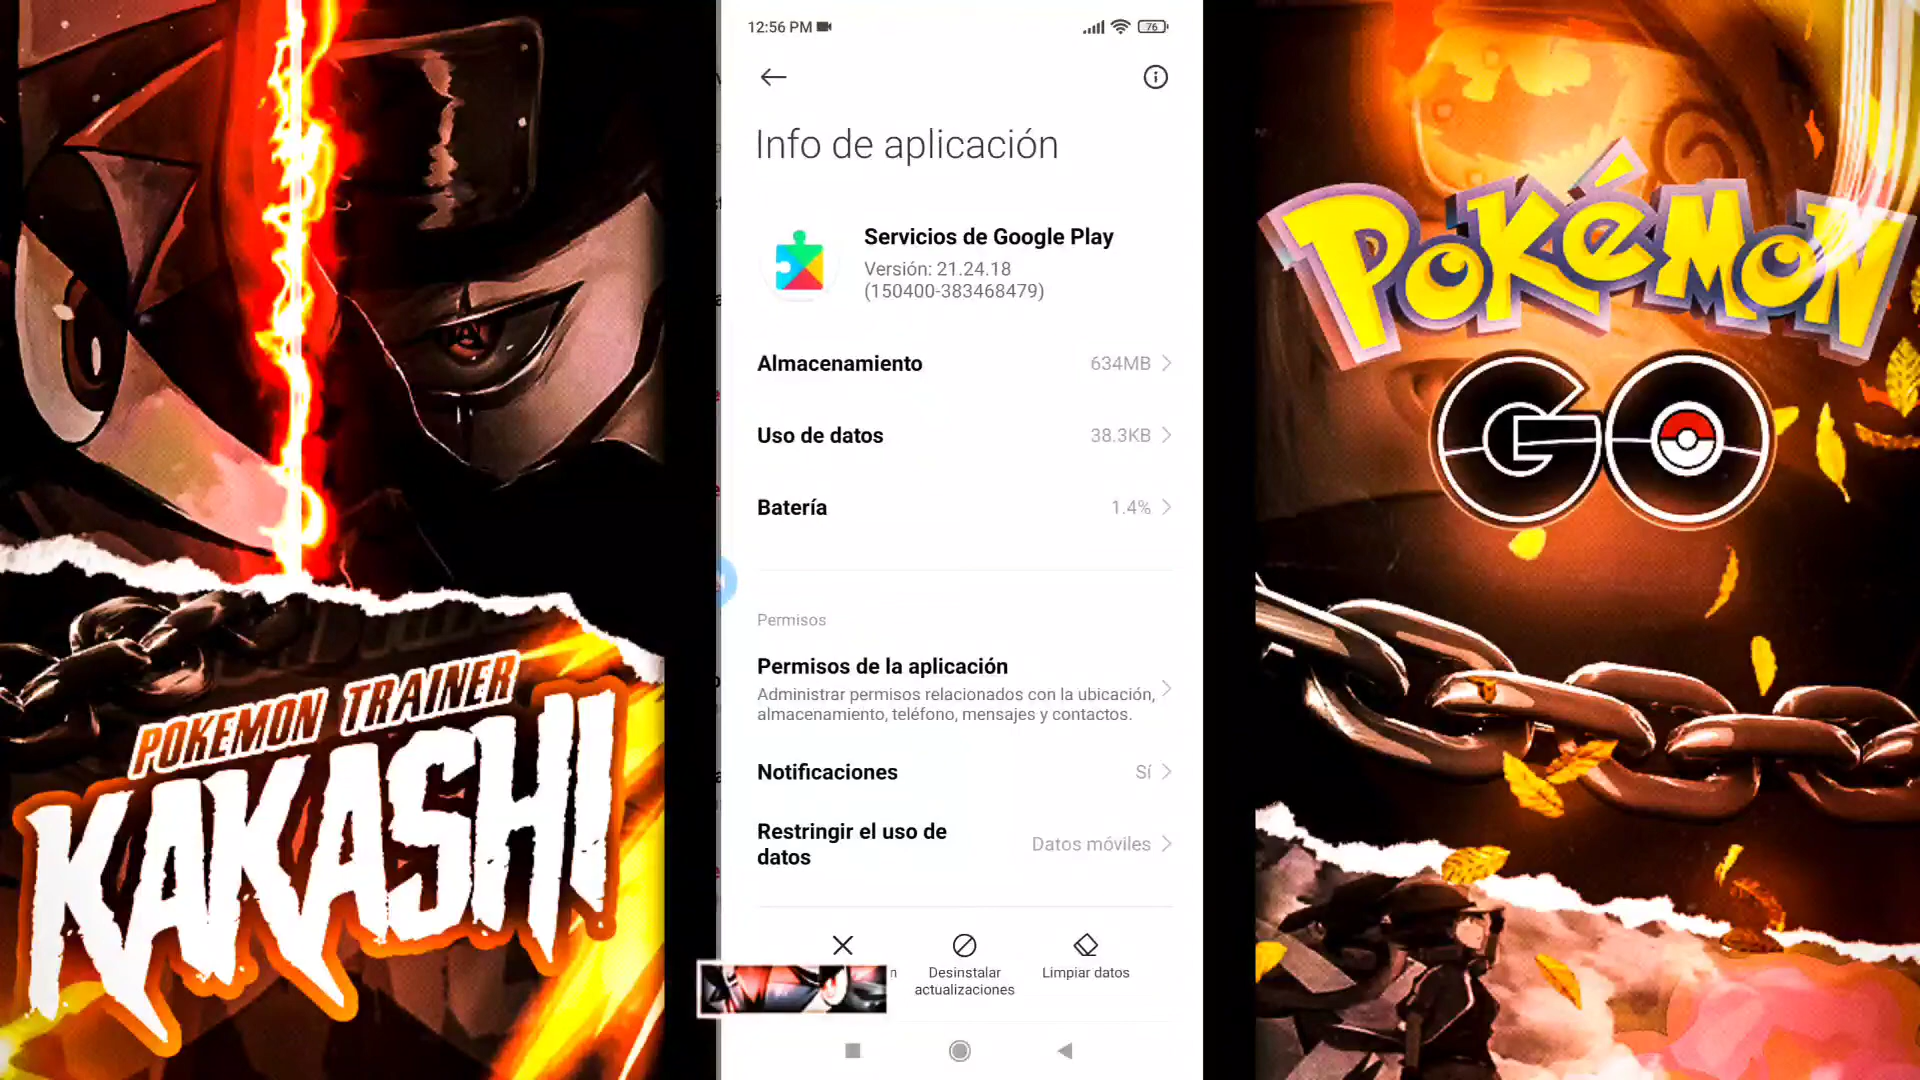 12:56 PM
76
Info de aplicación
Servicios de Google Play
Versión: 21.24.18
(150400-383468479)
Almacenamiento
634MB
Uso de datos
38.3KB
Batería
1.4%
Permisos
Permisos de la aplicación
Administrar permisos relacionados con la ubicación,
almacenamiento, teléfono, mensajes y contactos.
Notificaciones
Sí
Restringir el uso de
datos
Datos móviles
Desinstalar
actualizaciones
Limpiar datos
POKEMON TRAINER
KAKASHI
POKéMON
GO